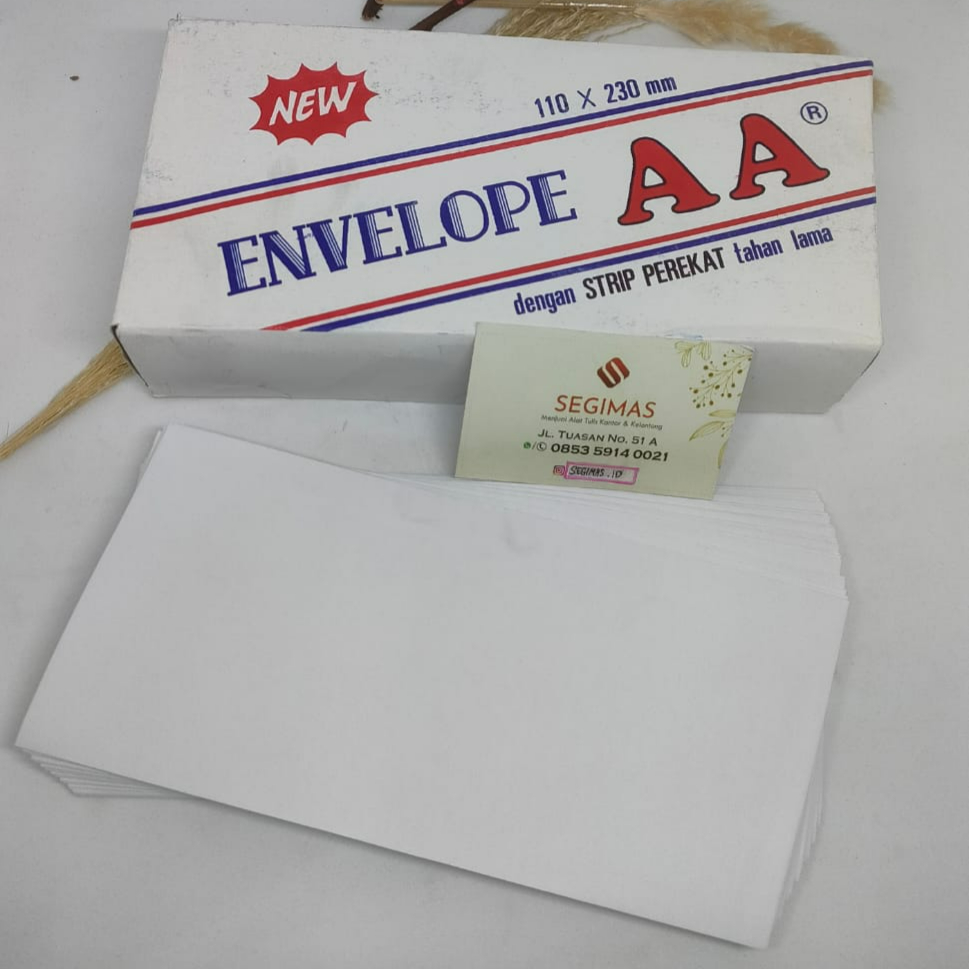 NEW
110 X 230 mm
ENVELOPE AA ®
dengan STRIP PEREKAT tahan lama
SEGIMAS
Menjual Alat Tulis Kantor & Kelontong
JL. TUASAN NO. 51 A
/ 0853 5914 0021
SEGIMAS.ID